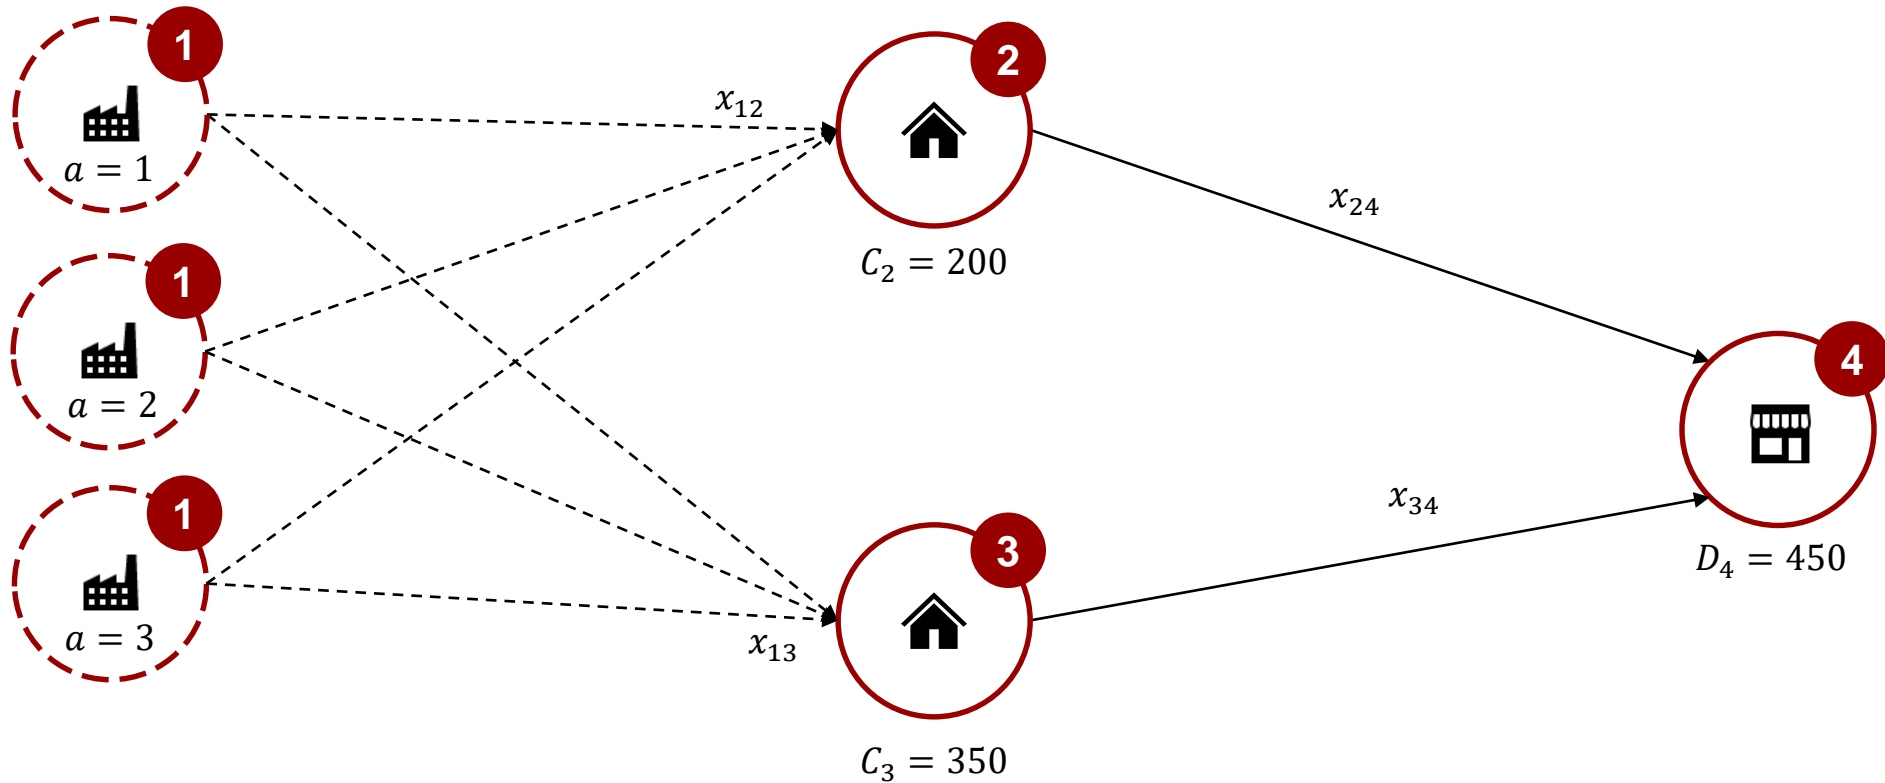 1
a = 1
x₁₂
2
C₂ = 200
x₂₄
1
a = 2
4
D₄ = 450
1
a = 3
x₁₃
3
C₃ = 350
x₃₄